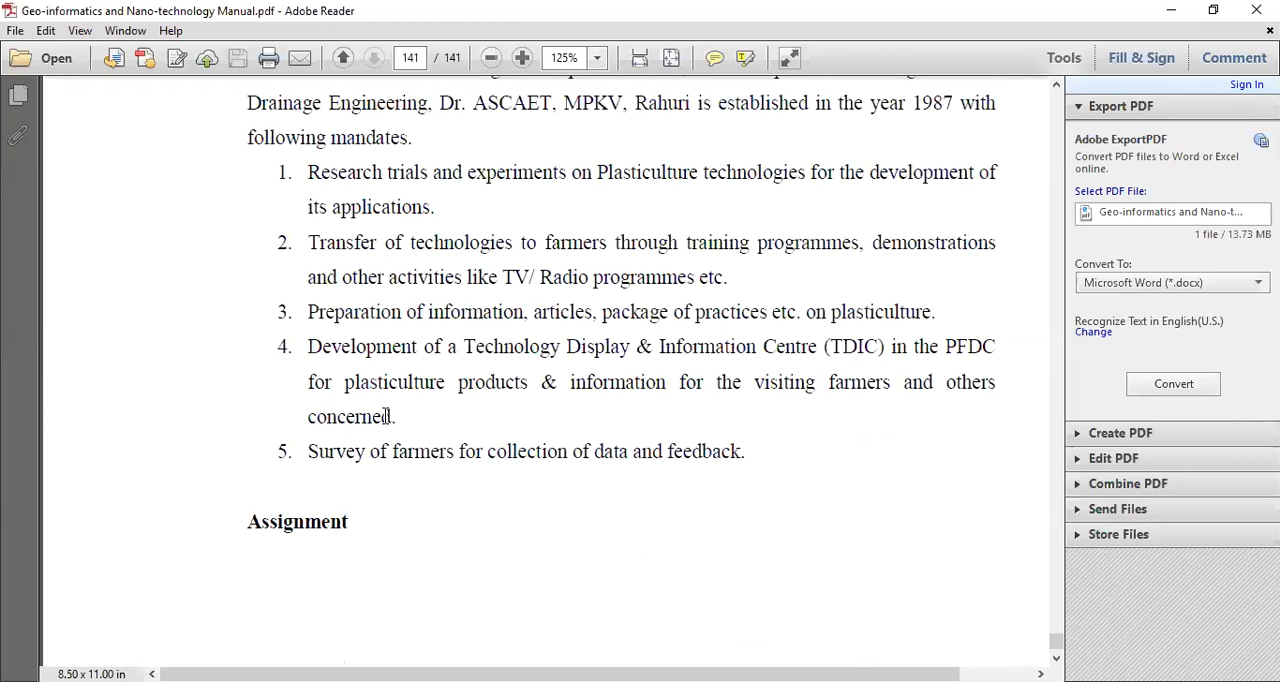 Geo-informatics and Nano-technology Manual.pdf - Adobe Reader
File Edit View Window Help
Open 141 / 141 125% Tools Fill & Sign Comment
Sign In
Drainage Engineering, Dr. ASCAET, MPKV, Rahuri is established in the year 1987 with
following mandates.
1. Research trials and experiments on Plasticulture technologies for the development of
its applications.
2. Transfer of technologies to farmers through training programmes, demonstrations
and other activities like TV/ Radio programmes etc.
3. Preparation of information, articles, package of practices etc. on plasticulture.
4. Development of a Technology Display & Information Centre (TDIC) in the PFDC
for plasticulture products & information for the visiting farmers and others
concerned.
5. Survey of farmers for collection of data and feedback.
Assignment
8.50 x 11.00 in
Export PDF
Adobe ExportPDF
Convert PDF files to Word or Excel
online.
Select PDF File:
Geo-informatics and Nano-t...
1 file / 13.73 MB
Convert To:
Microsoft Word (*.docx)
Recognize Text in English(U.S.)
Change
Convert
Create PDF
Edit PDF
Combine PDF
Send Files
Store Files